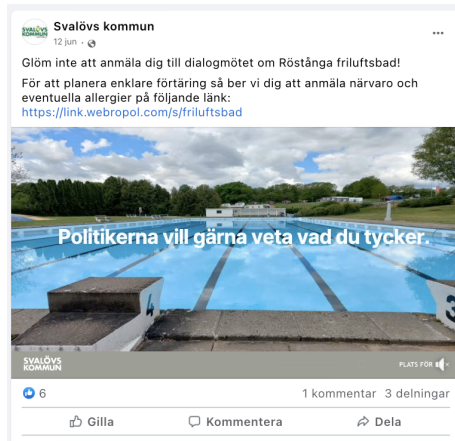 Svalövs kommun
12 jun ·
Glöm inte att anmäla dig till dialogmötet om Röstånga friluftsbad!
För att planera enklare förtäring så ber vi dig att anmäla närvaro och
eventuella allergier på följande länk:
https://link.webropol.com/s/friluftsbad
Politikerna vill gärna veta vad du tycker.
4
3
SVALÖVS
KOMMUN
PLATS FÖR
6
1 kommentar 3 delningar
Gilla Kommentera Dela